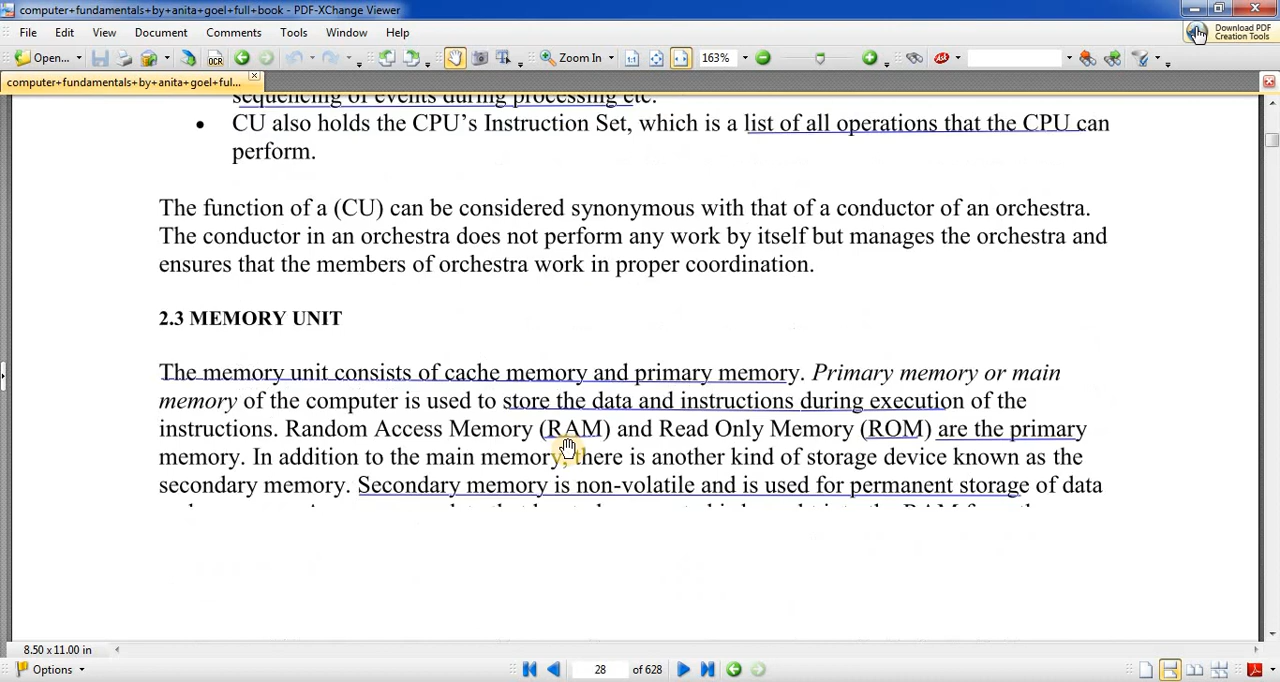 computer+fundamentals+by+anita+goel+full+book - PDF-XChange Viewer
File Edit View Document Comments Tools Window Help
Download PDF
Creation Tools
Open... OCR Zoom In 163%
computer+fundamentals+by+anita+goel+ful...
sequencing of events during processing etc.
• CU also holds the CPU’s Instruction Set, which is a list of all operations that the CPU can
perform.
The function of a (CU) can be considered synonymous with that of a conductor of an orchestra.
The conductor in an orchestra does not perform any work by itself but manages the orchestra and
ensures that the members of orchestra work in proper coordination.
2.3 MEMORY UNIT
The memory unit consists of cache memory and primary memory. Primary memory or main
memory of the computer is used to store the data and instructions during execution of the
instructions. Random Access Memory (RAM) and Read Only Memory (ROM) are the primary
memory. In addition to the main memory, there is another kind of storage device known as the
secondary memory. Secondary memory is non-volatile and is used for permanent storage of data
8.50 x 11.00 in
Options 28 of 628